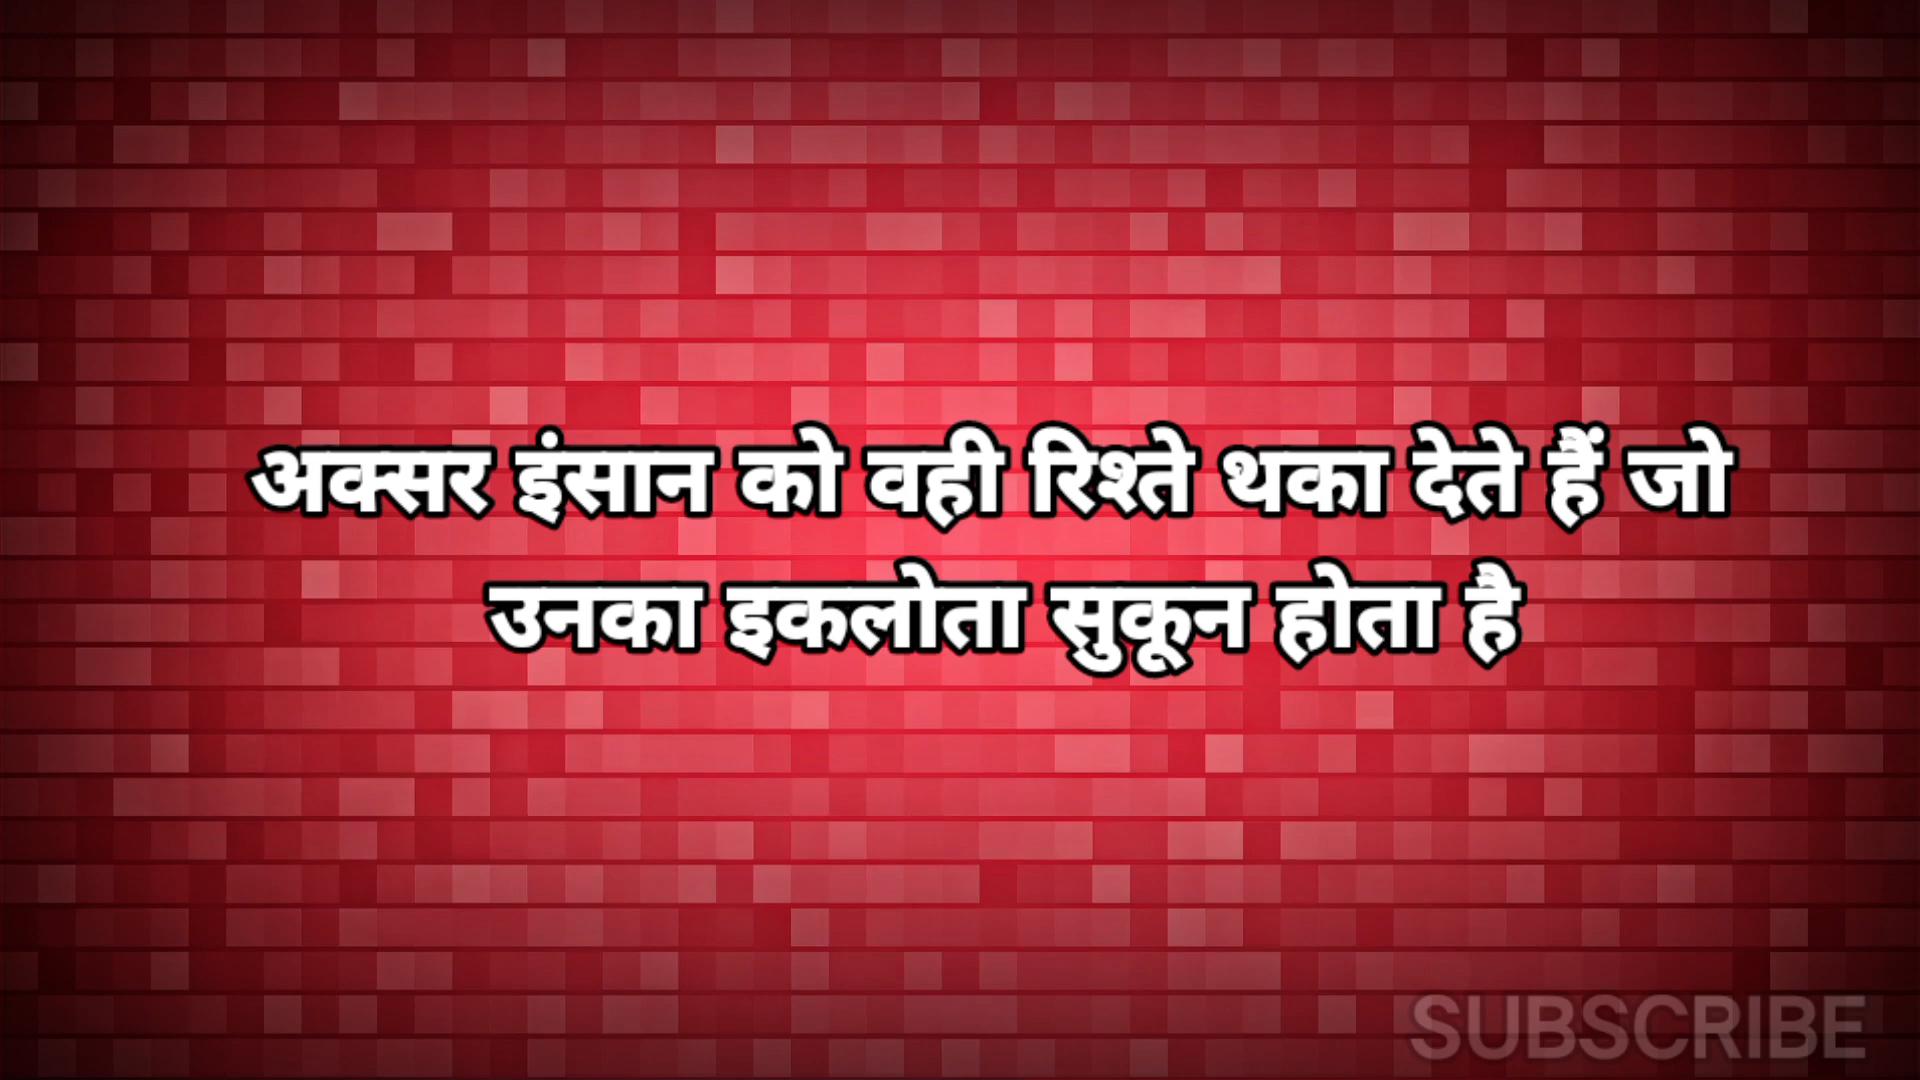 अक्सर इंसान को वही रिश्ते थका देते हैं जो
उनका इकलोता सुकून होता है
SUBSCRIBE